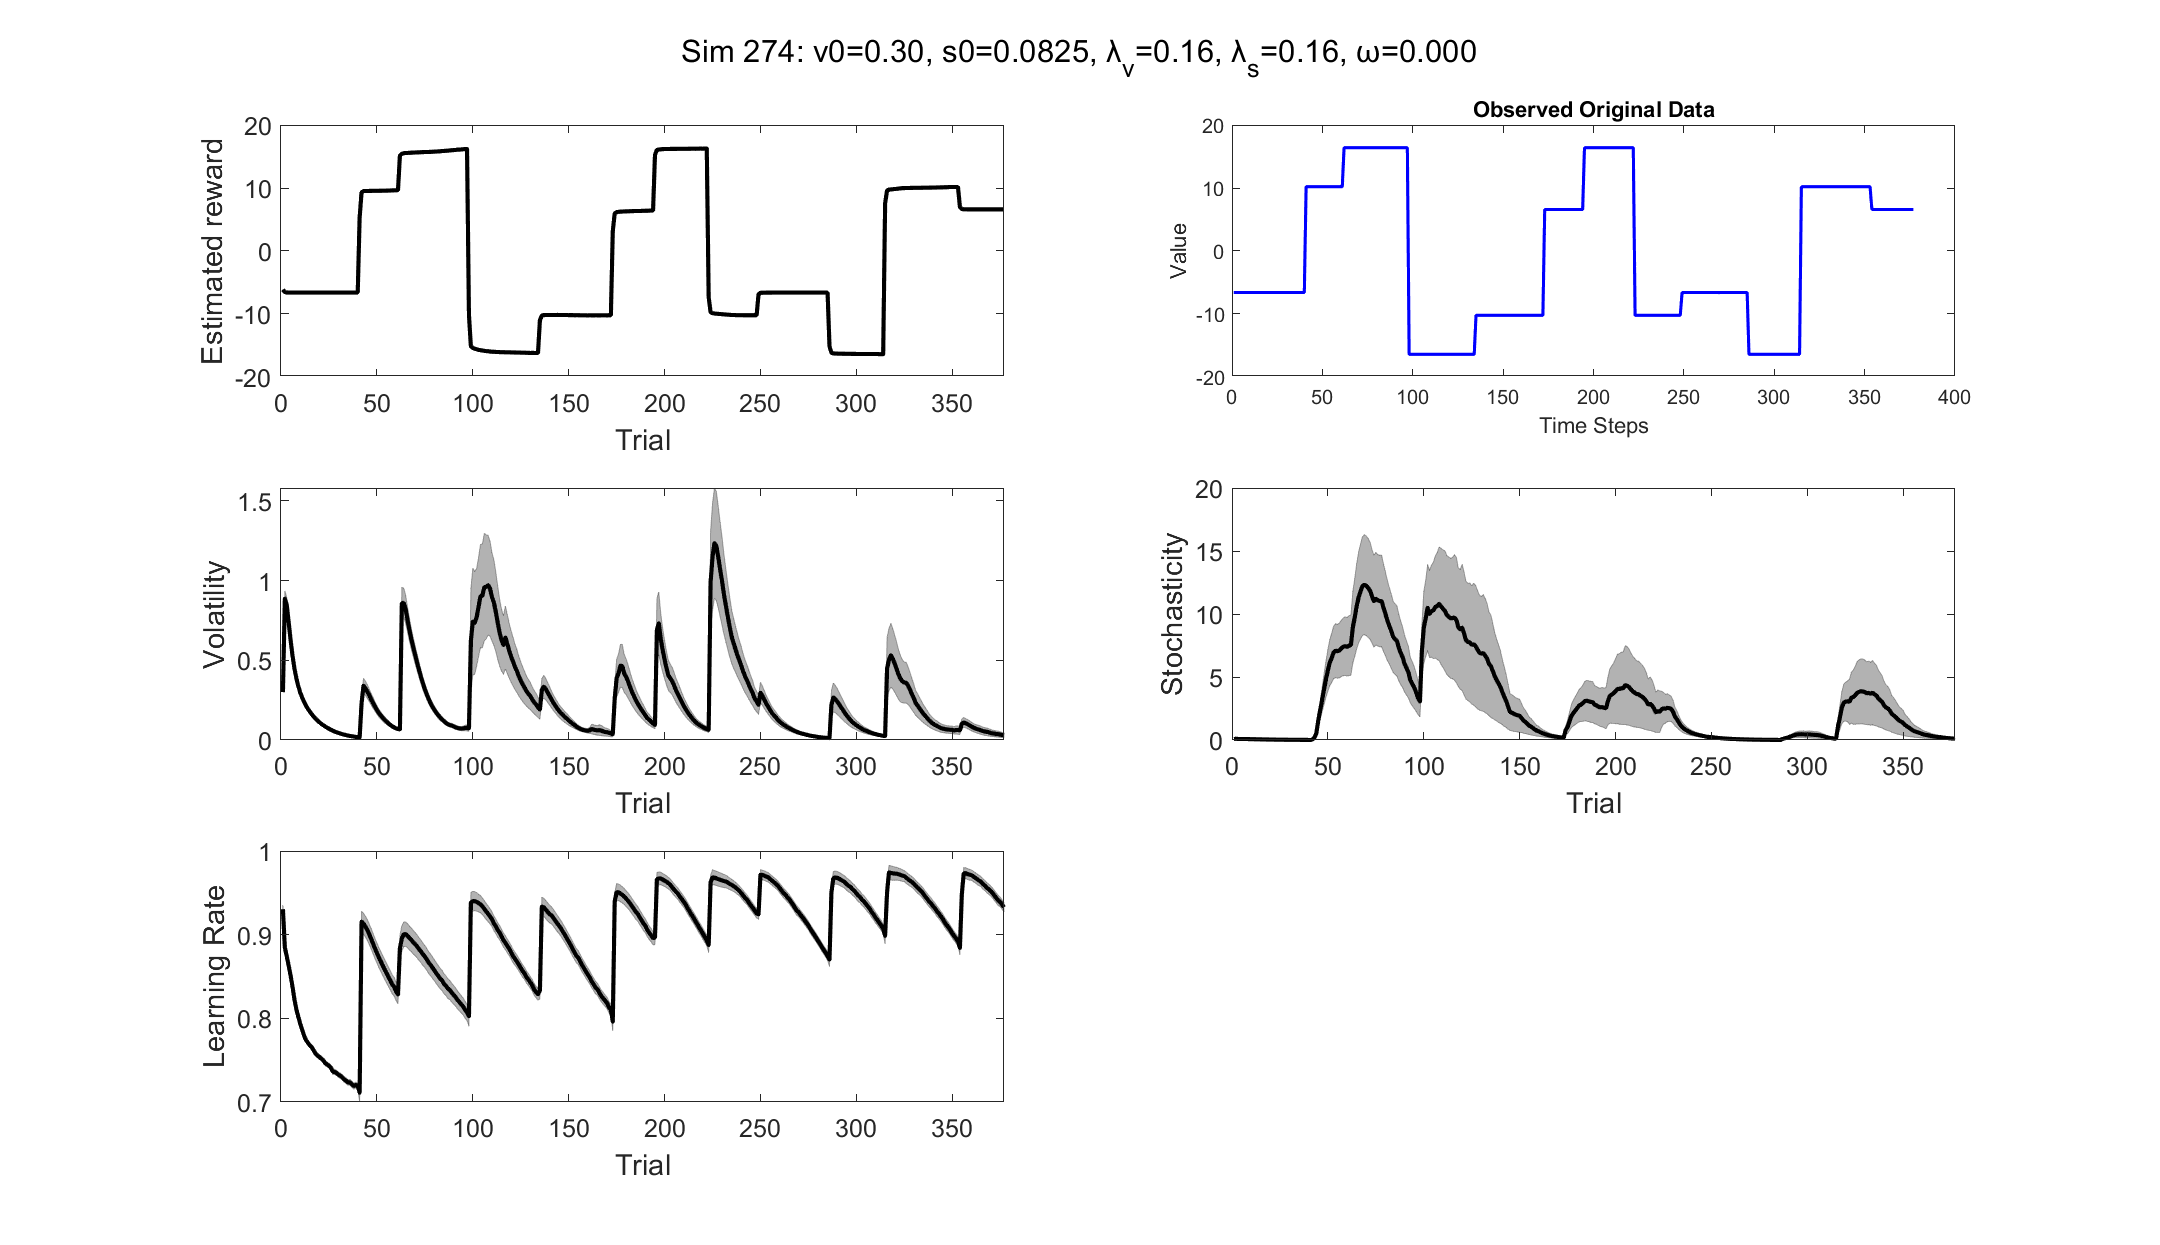 Sim 274: v0=0.30, s0=0.0825, λv=0.16, λs=0.16, ω=0.000
20
10
0
-10
-20
Estimated reward
0 50 100 150 200 250 300 350
Trial
Observed Original Data
20
10
0
-10
-20
Value
0 50 100 150 200 250 300 350 400
Time Steps
1.5
1
0.5
0
Volatility
0 50 100 150 200 250 300 350
Trial
20
15
10
5
0
Stochasticity
0 50 100 150 200 250 300 350
Trial
1
0.9
0.8
0.7
Learning Rate
0 50 100 150 200 250 300 350
Trial